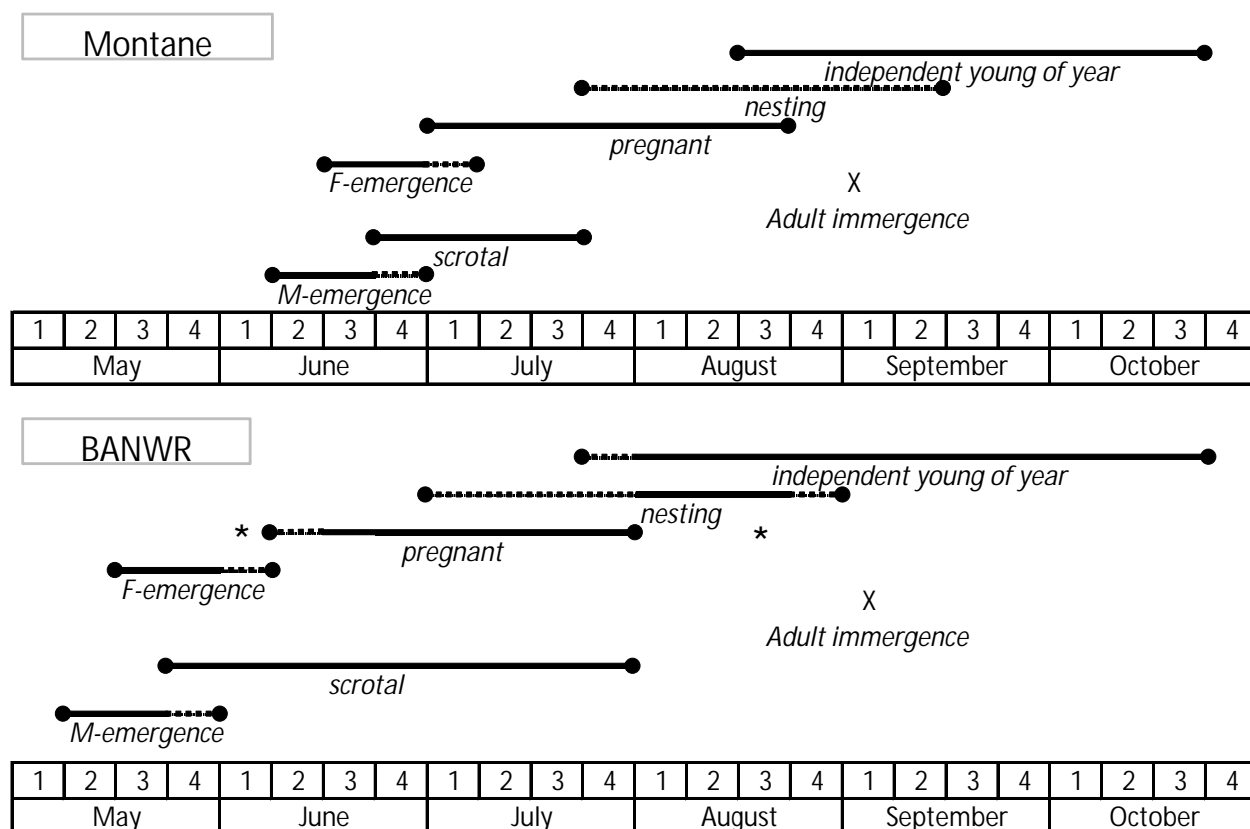 Montane
independent young of year
nesting
pregnant
F-emergence
X
Adult immergence
scrotal
M-emergence
1 2 3 4 1 2 3 4 1 2 3 4 1 2 3 4 1 2 3 4 1 2 3 4
May June July August September October
BANWR
independent young of year
nesting
* *
pregnant
F-emergence
X
Adult immergence
scrotal
M-emergence
1 2 3 4 1 2 3 4 1 2 3 4 1 2 3 4 1 2 3 4 1 2 3 4
May June July August September October